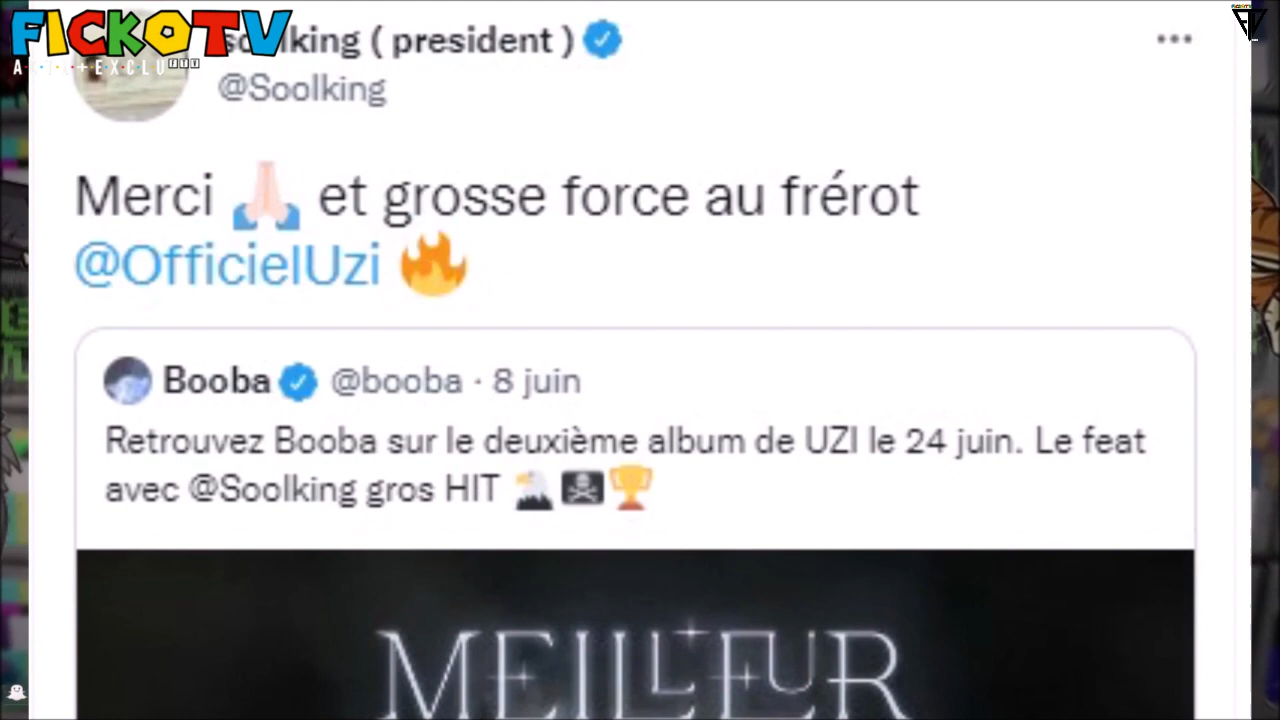 FICKOTV
soolking ( president )
@Soolking
Merci 🙏🏻 et grosse force au frérot
@OfficielUzi 🔥
Booba @booba · 8 juin
Retrouvez Booba sur le deuxième album de UZI le 24 juin. Le feat
avec @Soolking gros HIT 🦅🏴‍☠️🏆
MEILLEUR